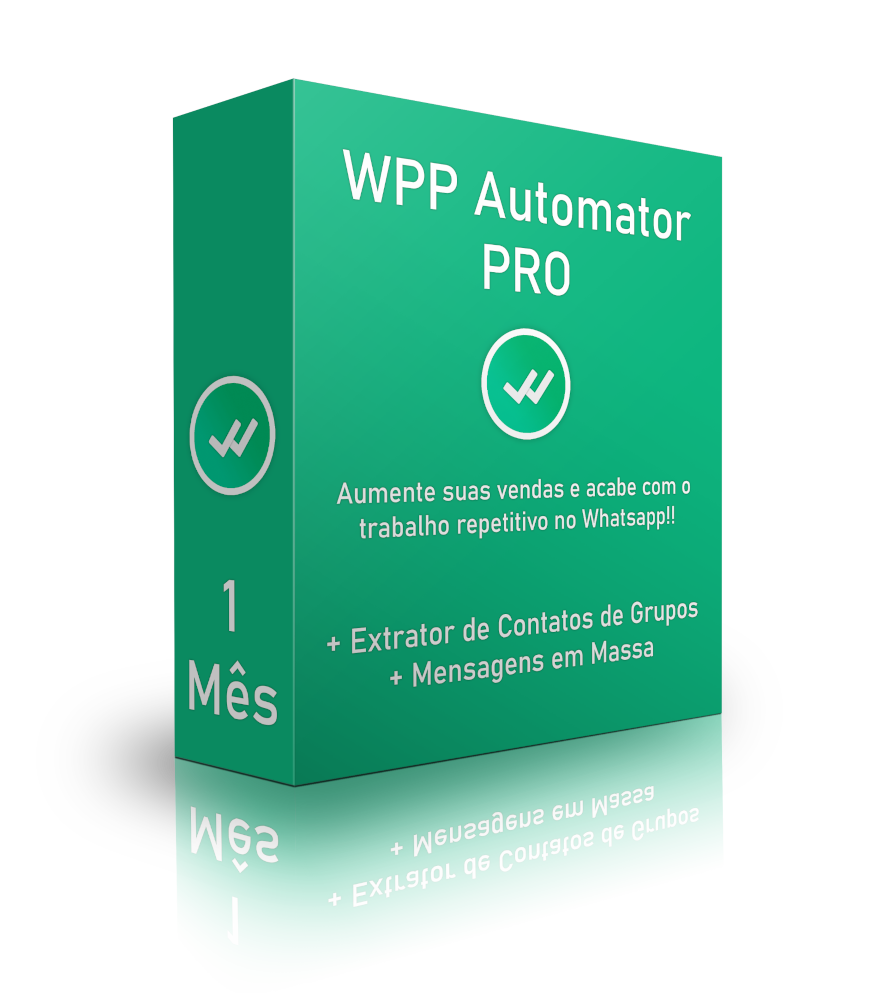 WPP Automator
PRO
Aumente suas vendas e acabe com o
trabalho repetitivo no Whatsapp!!
+ Extrator de Contatos de Grupos
+ Mensagens em Massa
1
Mês